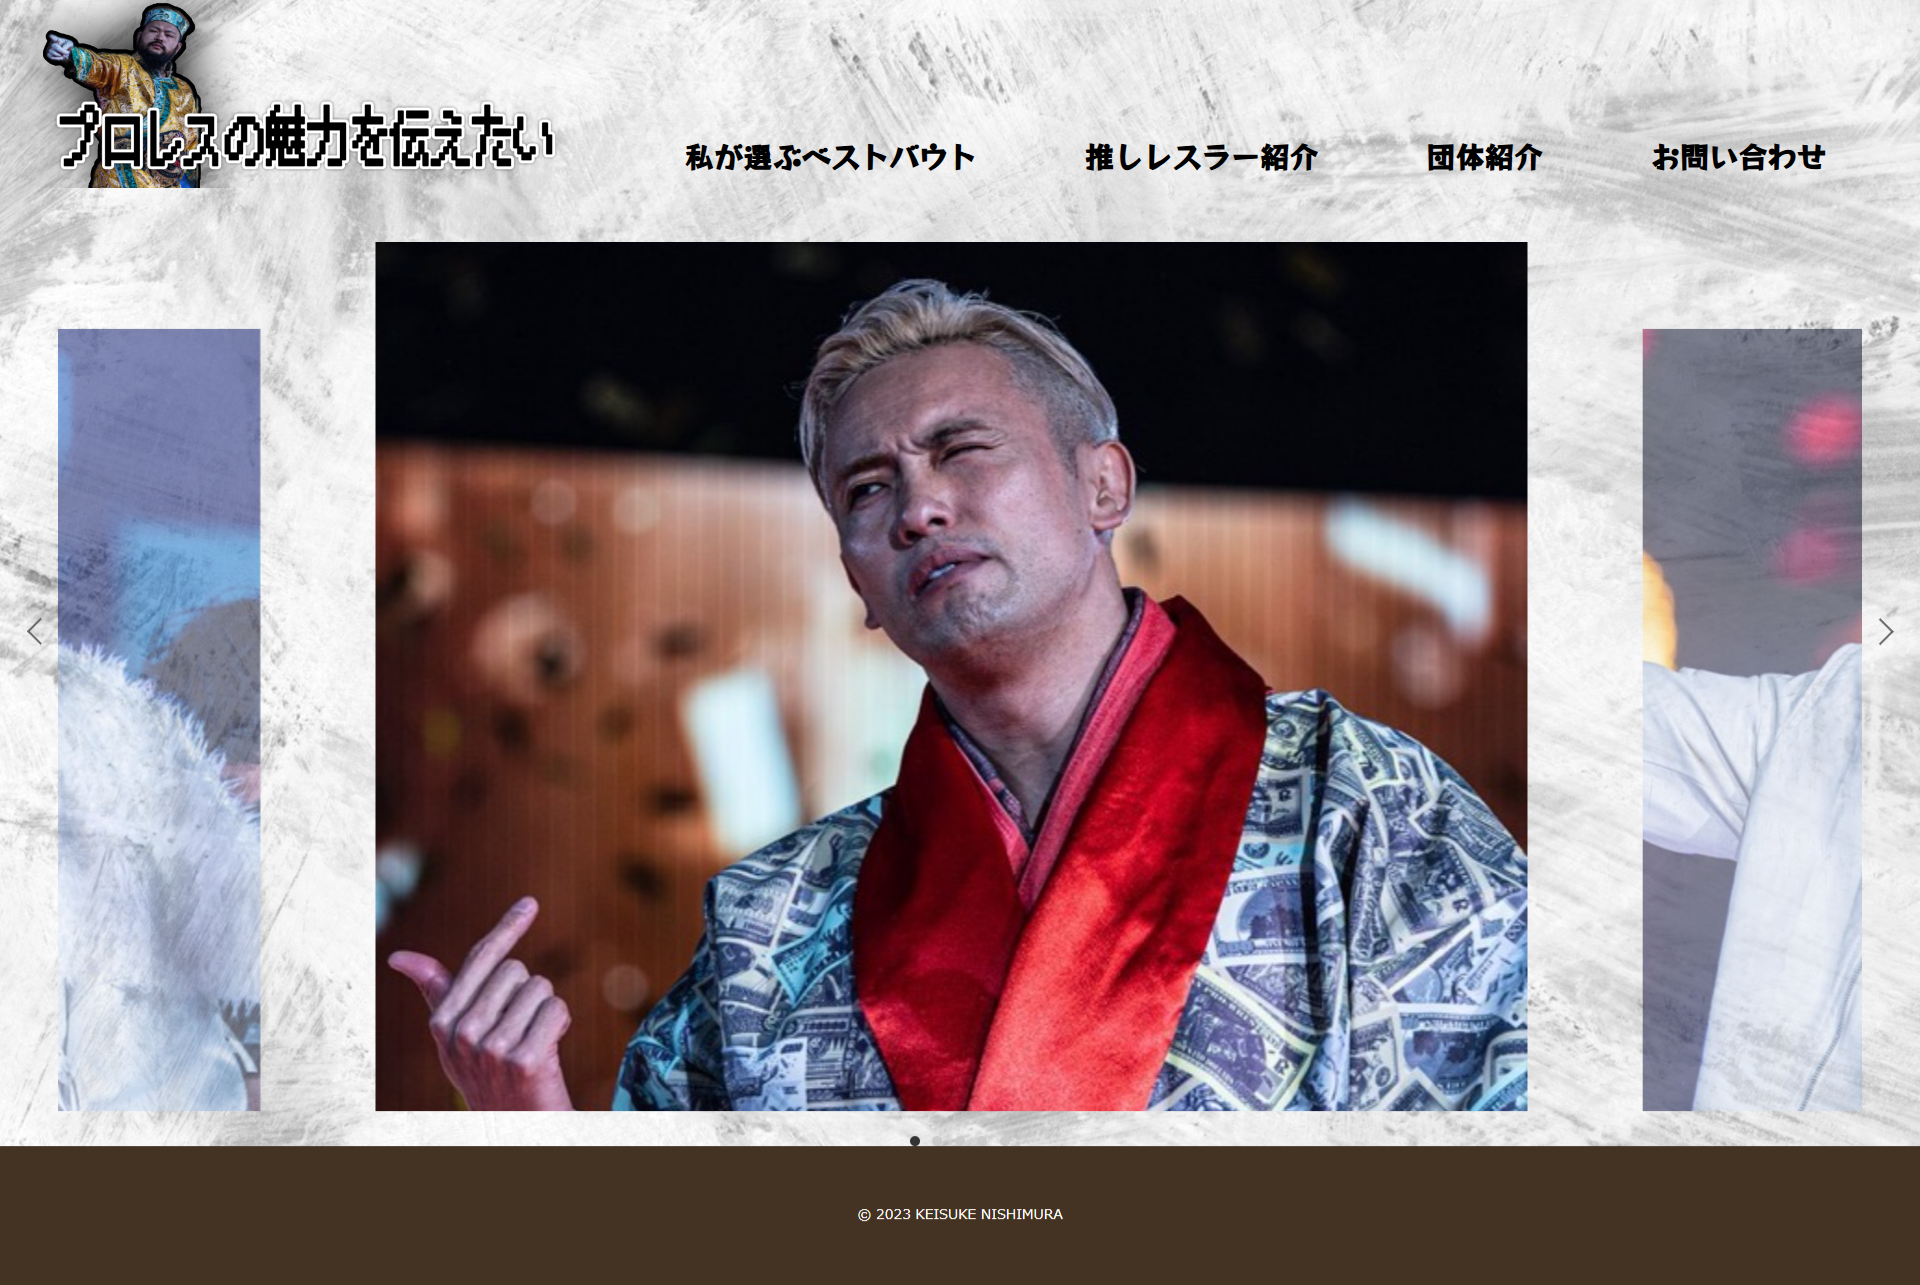 プロレスの魅力を伝えたい
私が選ぶベストバウト
推しレスラー紹介
団体紹介
お問い合わせ
© 2023 KEISUKE NISHIMURA